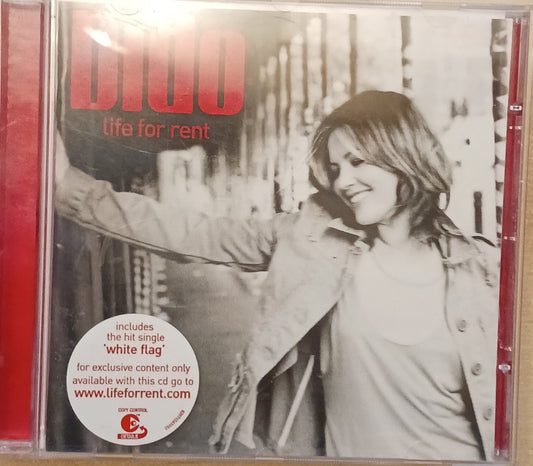 Dido
life for rent
includes
the hit single
'white flag'
for exclusive content only
available with this cd go to
www.lifeforrent.com
COPY CONTROL